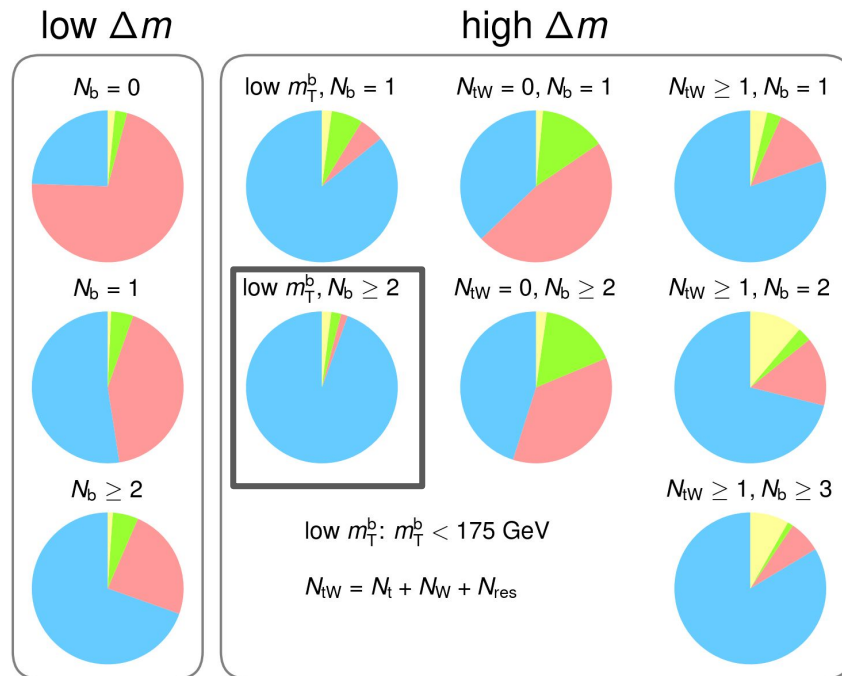 low Δm
high Δm
N_b = 0
low m_T^b, N_b = 1
N_tW = 0, N_b = 1
N_tW ≥ 1, N_b = 1
N_b = 1
low m_T^b, N_b ≥ 2
N_tW = 0, N_b ≥ 2
N_tW ≥ 1, N_b = 2
N_b ≥ 2
N_tW ≥ 1, N_b ≥ 3
low m_T^b: m_T^b < 175 GeV
N_tW = N_t + N_W + N_res